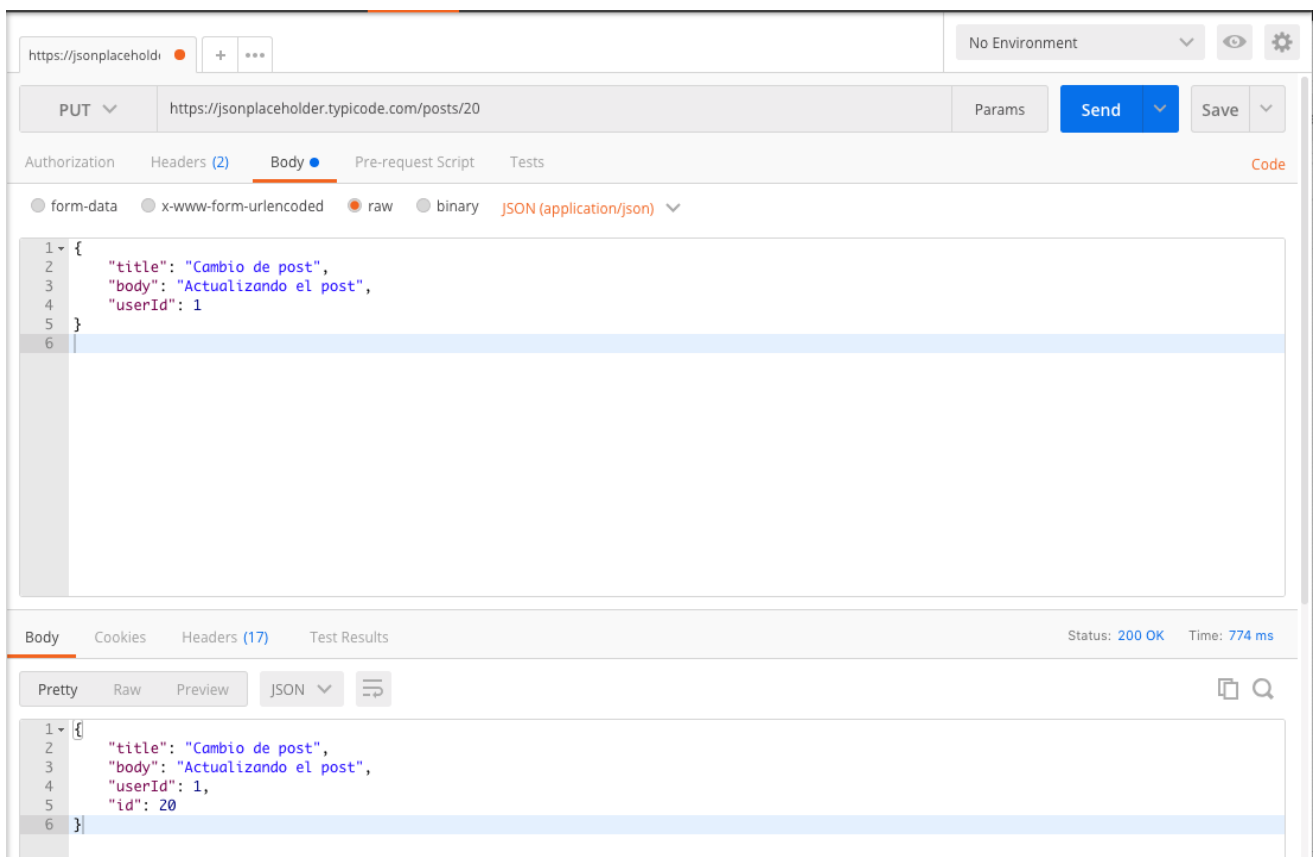 https://jsonplaceholde
No Environment
PUT
https://jsonplaceholder.typicode.com/posts/20
Params
Send
Save
Authorization Headers (2) Body Pre-request Script Tests Code
form-data x-www-form-urlencoded raw binary JSON (application/json)
1 {
2 "title": "Cambio de post",
3 "body": "Actualizando el post",
4 "userId": 1
5 }
6
Body Cookies Headers (17) Test Results Status: 200 OK Time: 774 ms
Pretty Raw Preview JSON
1 {
2 "title": "Cambio de post",
3 "body": "Actualizando el post",
4 "userId": 1,
5 "id": 20
6 }